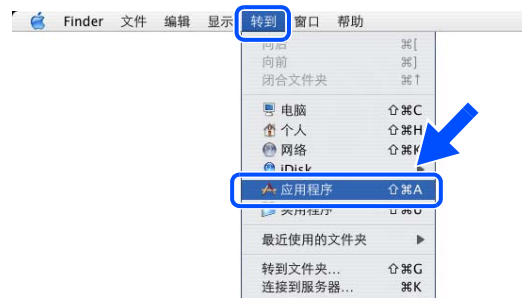 Finder 文件 编辑 显示 转到 窗口 帮助
向后 ⌘[
向前 ⌘]
闭合文件夹 ⌘↑
电脑 ⇧⌘C
个人 ⇧⌘H
网络 ⇧⌘K
iDisk ▶
应用程序 ⇧⌘A
实用程序 ⇧⌘U
最近使用的文件夹 ▶
转到文件夹... ⇧⌘G
连接到服务器... ⌘K